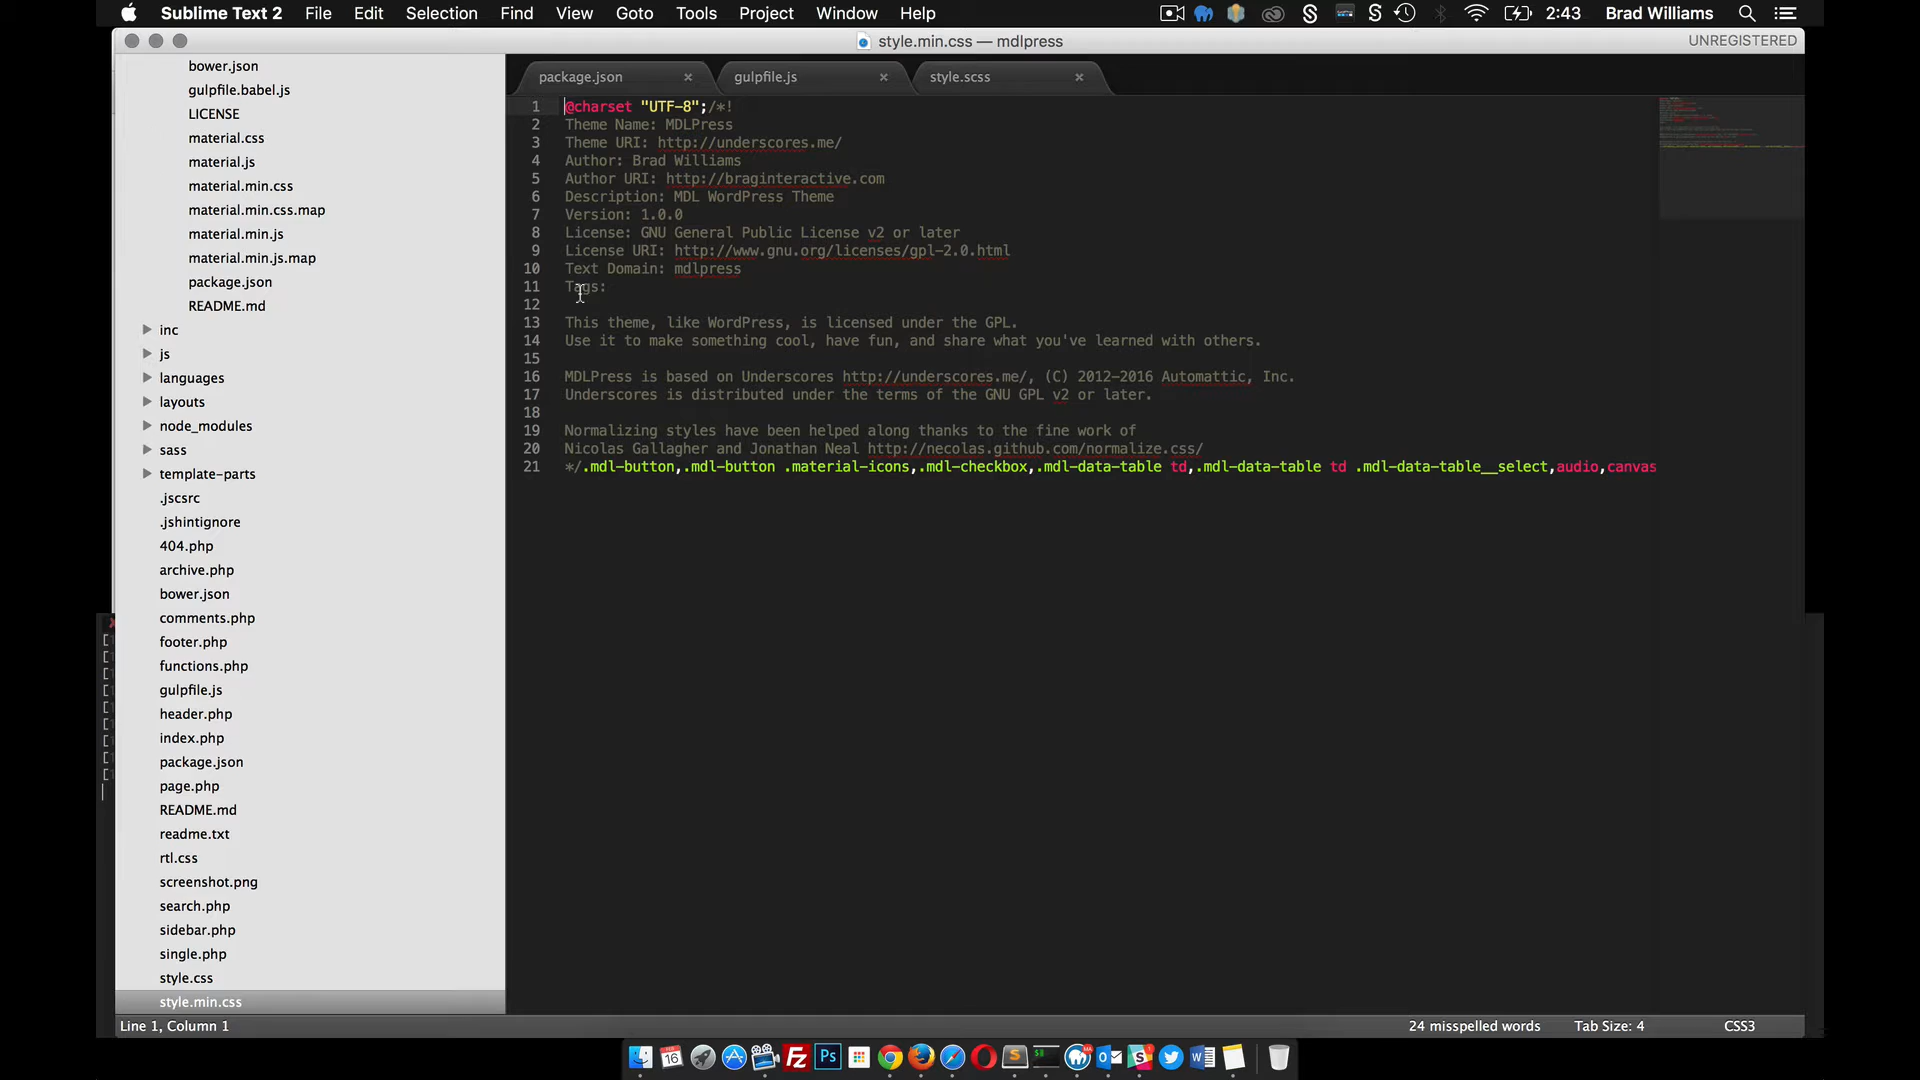 Sublime Text 2 File Edit Selection Find View Goto Tools Project Window Help 2:43 Brad Williams
style.min.css — mdlpress UNREGISTERED
bower.json
gulpfile.babel.js
LICENSE
material.css
material.js
material.min.css
material.min.css.map
material.min.js
material.min.js.map
package.json
README.md
inc
js
languages
layouts
node_modules
sass
template-parts
.jscsrc
.jshintignore
404.php
archive.php
bower.json
comments.php
footer.php
functions.php
gulpfile.js
header.php
index.php
package.json
page.php
README.md
readme.txt
rtl.css
screenshot.png
search.php
sidebar.php
single.php
style.css
style.min.css
package.json × gulpfile.js × style.scss ×
1 @charset "UTF-8";/*!
2 Theme Name: MDLPress
3 Theme URI: http://underscores.me/
4 Author: Brad Williams
5 Author URI: http://braginteractive.com
6 Description: MDL WordPress Theme
7 Version: 1.0.0
8 License: GNU General Public License v2 or later
9 License URI: http://www.gnu.org/licenses/gpl-2.0.html
10 Text Domain: mdlpress
11 Tags:
12
13 This theme, like WordPress, is licensed under the GPL.
14 Use it to make something cool, have fun, and share what you've learned with others.
15
16 MDLPress is based on Underscores http://underscores.me/, (C) 2012-2016 Automattic, Inc.
17 Underscores is distributed under the terms of the GNU GPL v2 or later.
18
19 Normalizing styles have been helped along thanks to the fine work of
20 Nicolas Gallagher and Jonathan Neal http://necolas.github.com/normalize.css/
21 */.mdl-button,.mdl-button .material-icons,.mdl-checkbox,.mdl-data-table td,.mdl-data-table td .mdl-data-table__select,audio,canvas
Line 1, Column 1 24 misspelled words Tab Size: 4 CSS3
16 Fz Ps